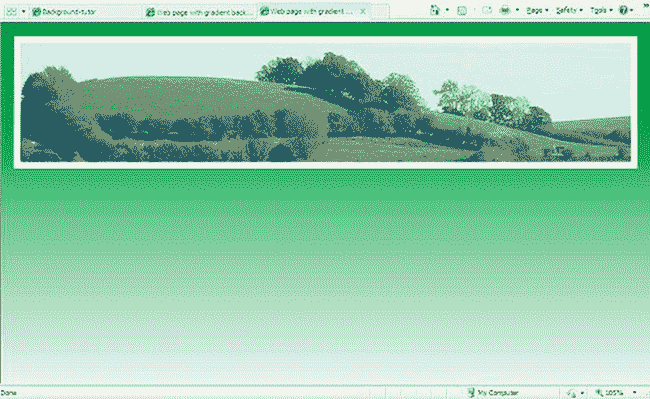 Background-tutor
Web page with gradient back...
Web page with gradient ...
Page
Safety
Tools
Done
My Computer
105%